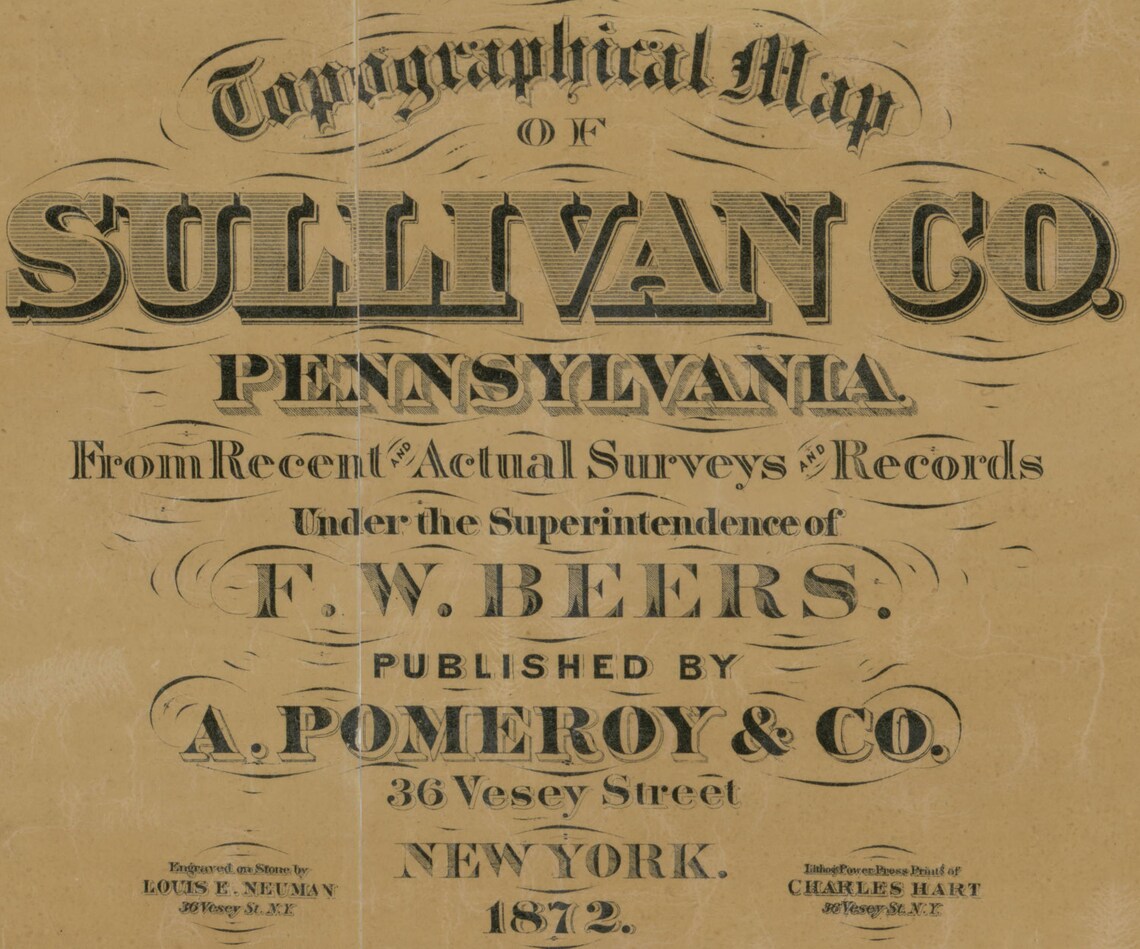 Topographical Map
OF
SULLIVAN CO.
PENNSYLVANIA.
From Recent AND Actual Surveys AND Records
Under the Superintendence of
F. W. BEERS.
PUBLISHED BY
A. POMEROY & CO.
36 Vesey Street
NEW YORK.
1872.
Engraved on Stone by
LOUIS E. NEUMAN
36 Vesey St. N.Y.
Lithog Power Press Print§ of
CHARLES HART
36 Vesey St. N.Y.